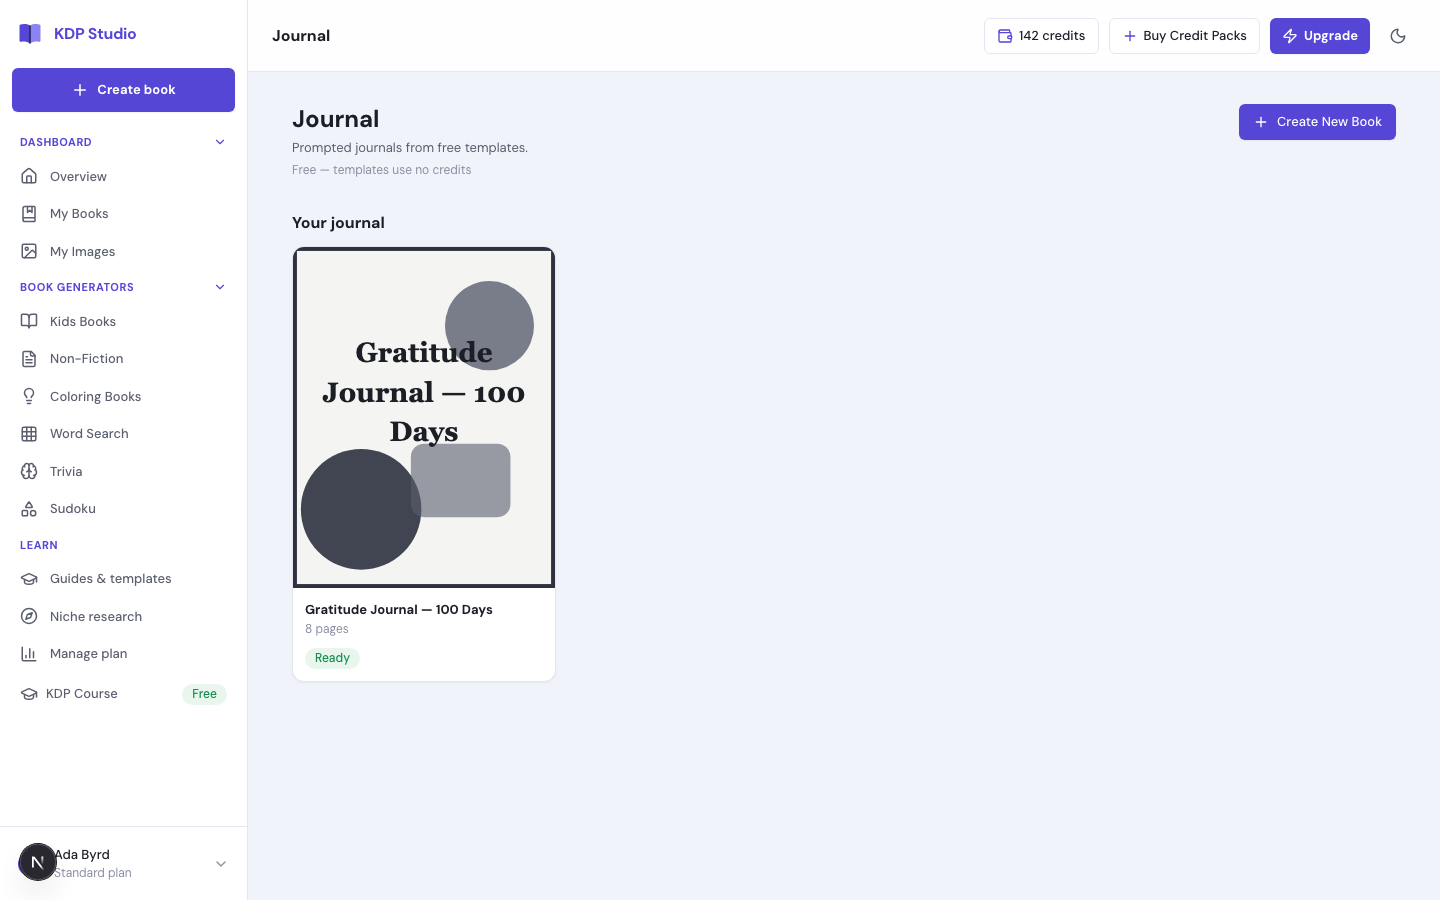 KDP Studio
Create book
DASHBOARD
Overview
My Books
My Images
BOOK GENERATORS
Kids Books
Non-Fiction
Coloring Books
Word Search
Trivia
Sudoku
LEARN
Guides & templates
Niche research
Manage plan
KDP Course
Free
N
Ada Byrd
Standard plan
Journal
142 credits
Buy Credit Packs
Upgrade
Journal
Prompted journals from free templates.
Free — templates use no credits
Create New Book
Your journal
Gratitude
Journal — 100
Days
Gratitude Journal — 100 Days
8 pages
Ready